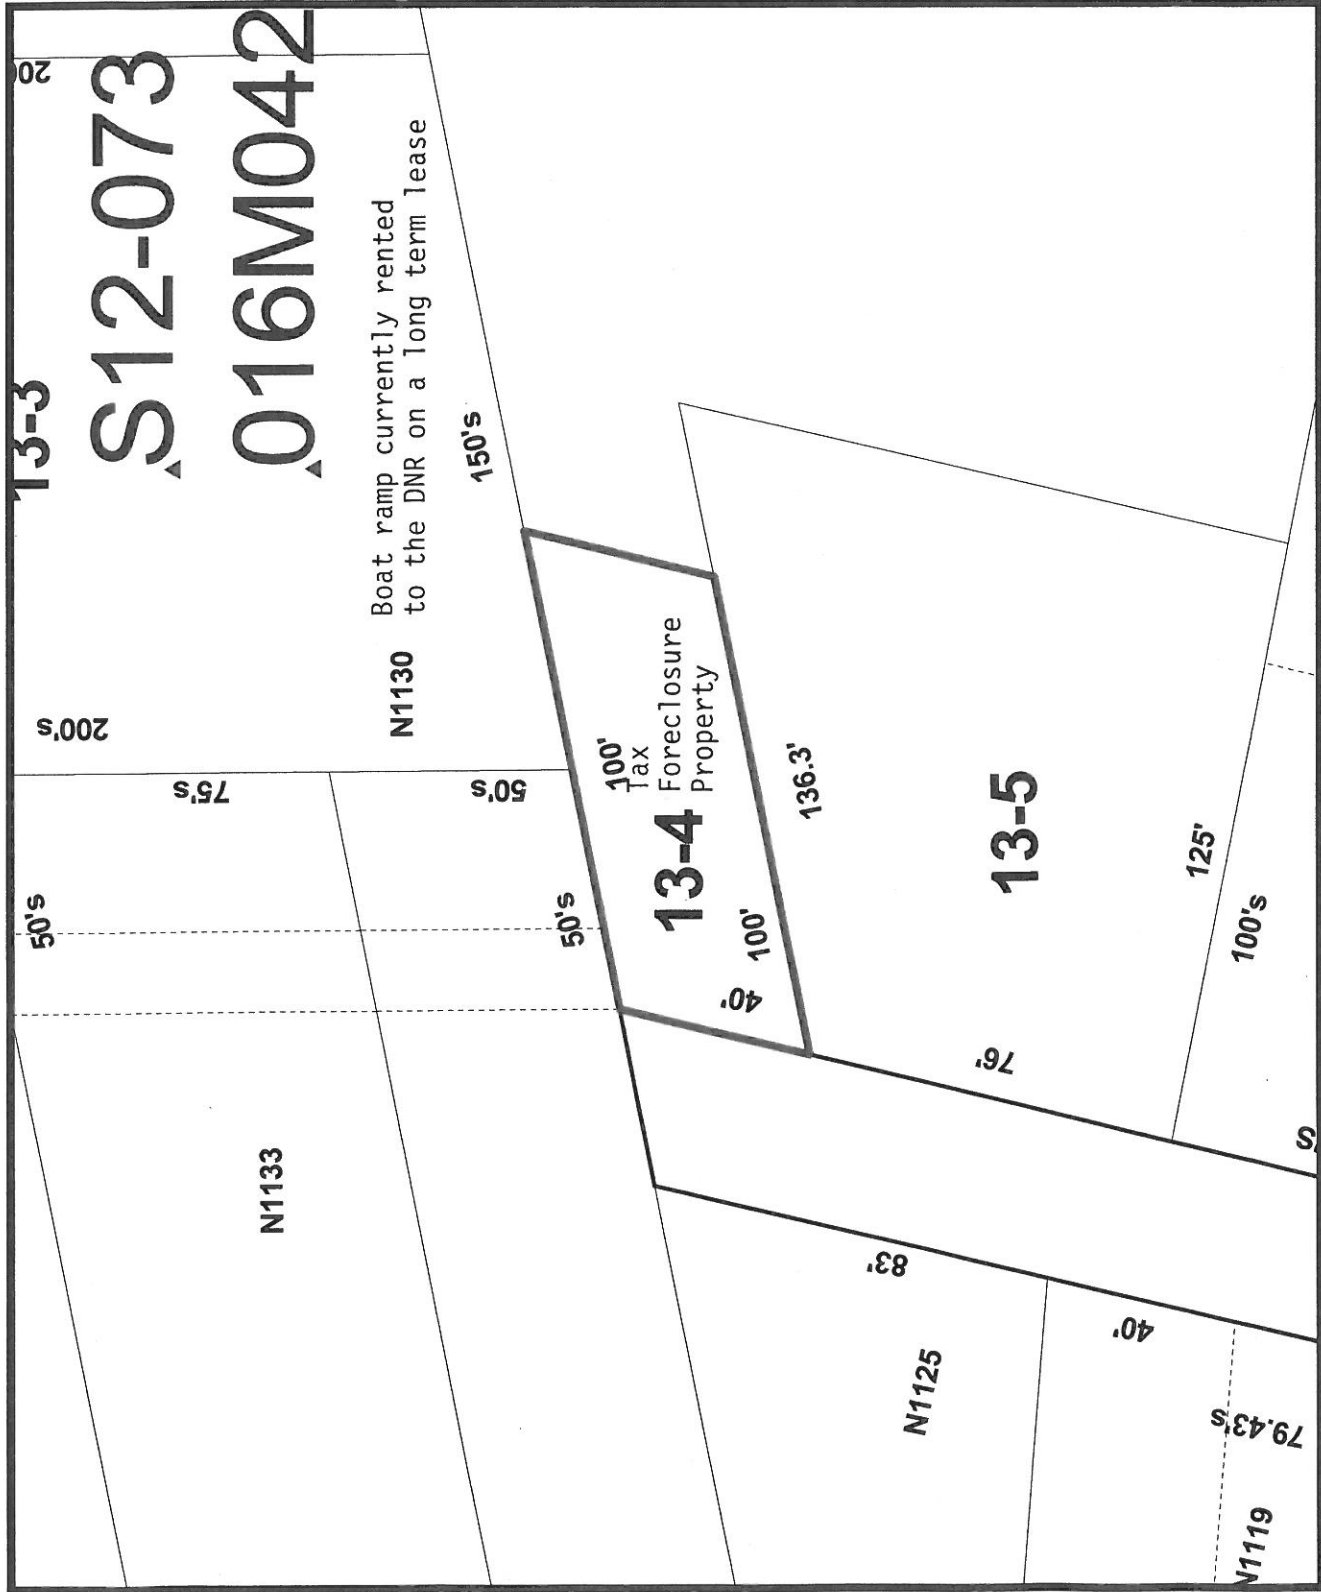 13-3
S12-073
016M042
200's
75's
50's
N1130
Boat ramp currently rented
to the DNR on a long term lease
150's
50's
50's
100'
Tax
Foreclosure
Property
13-4
100'
40'
136.3'
13-5
125'
100's
76'
N1133
83'
40'
N1125
79.43's